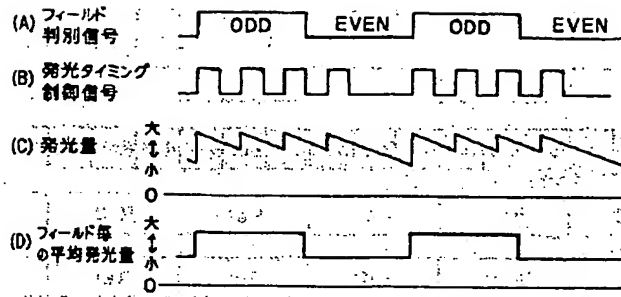 (A) フィールド
判別信号
ODD EVEN ODD EVEN
(B) 発光タイミング
制御信号
(C) 発光量
大
↕
小
0
(D) フィールド毎
の平均発光量
大
↕
小
0